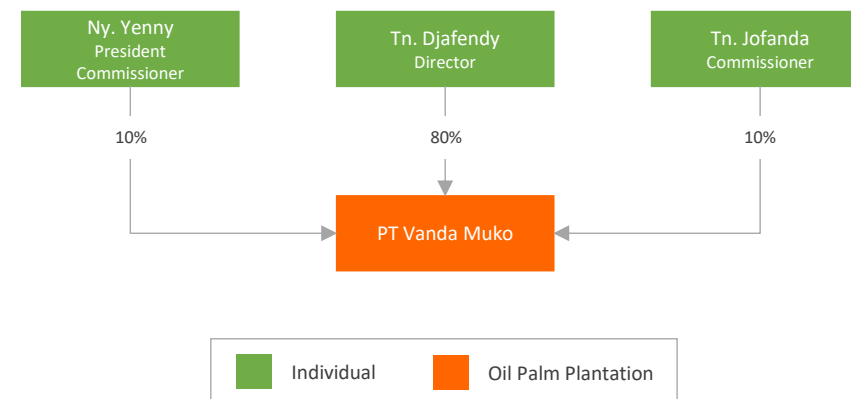 Ny. Yenny
President
Commissioner
Tn. Djafendy
Director
Tn. Jofanda
Commissioner
10%
80%
10%
PT Vanda Muko
Individual
Oil Palm Plantation